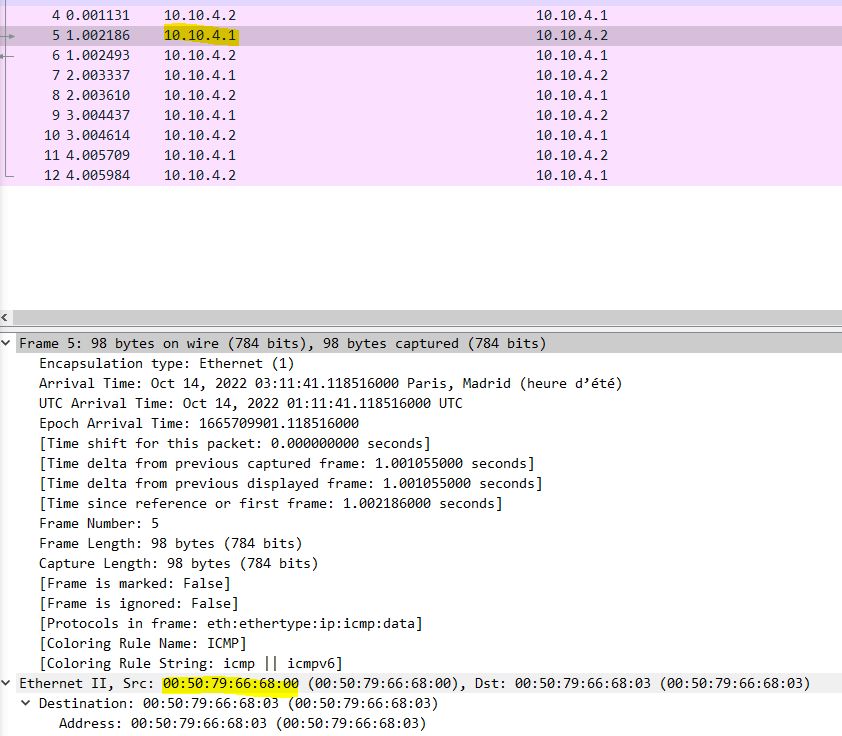 4 0.001131 10.10.4.2 10.10.4.1
5 1.002186 10.10.4.1 10.10.4.2
6 1.002493 10.10.4.2 10.10.4.1
7 2.003337 10.10.4.1 10.10.4.2
8 2.003610 10.10.4.2 10.10.4.1
9 3.004437 10.10.4.1 10.10.4.2
10 3.004614 10.10.4.2 10.10.4.1
11 4.005709 10.10.4.1 10.10.4.2
12 4.005984 10.10.4.2 10.10.4.1
Frame 5: 98 bytes on wire (784 bits), 98 bytes captured (784 bits)
Encapsulation type: Ethernet (1)
Arrival Time: Oct 14, 2022 03:11:41.118516000 Paris, Madrid (heure d’été)
UTC Arrival Time: Oct 14, 2022 01:11:41.118516000 UTC
Epoch Arrival Time: 1665709901.118516000
[Time shift for this packet: 0.000000000 seconds]
[Time delta from previous captured frame: 1.001055000 seconds]
[Time delta from previous displayed frame: 1.001055000 seconds]
[Time since reference or first frame: 1.002186000 seconds]
Frame Number: 5
Frame Length: 98 bytes (784 bits)
Capture Length: 98 bytes (784 bits)
[Frame is marked: False]
[Frame is ignored: False]
[Protocols in frame: eth:ethertype:ip:icmp:data]
[Coloring Rule Name: ICMP]
[Coloring Rule String: icmp || icmpv6]
Ethernet II, Src: 00:50:79:66:68:00 (00:50:79:66:68:00), Dst: 00:50:79:66:68:03 (00:50:79:66:68:03)
Destination: 00:50:79:66:68:03 (00:50:79:66:68:03)
Address: 00:50:79:66:68:03 (00:50:79:66:68:03)